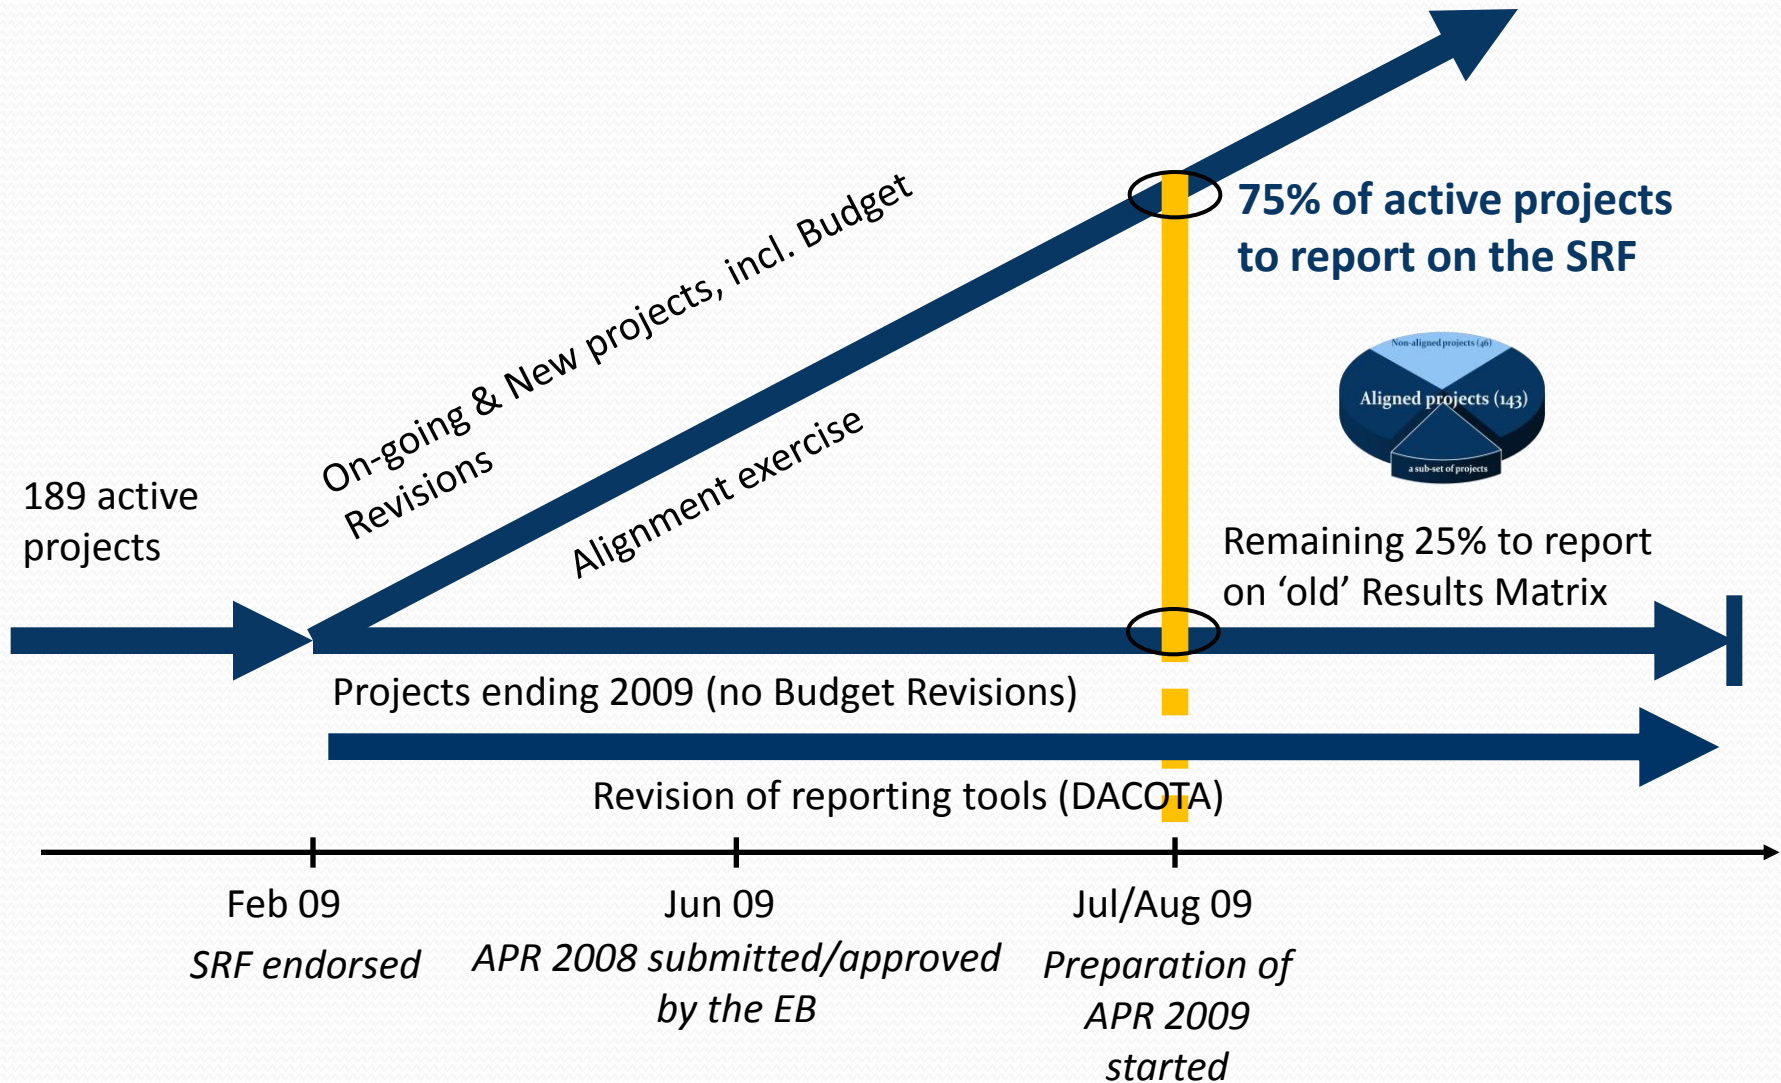 75% of active projects
to report on the SRF
On-going & New projects, incl. Budget
Revisions
Alignment exercise
Non-aligned projects (46)
Aligned projects (143)
a sub-set of projects
189 active
projects
Remaining 25% to report
on ‘old’ Results Matrix
Projects ending 2009 (no Budget Revisions)
Revision of reporting tools (DACOTA)
Feb 09
SRF endorsed
Jun 09
APR 2008 submitted/approved
by the EB
Jul/Aug 09
Preparation of
APR 2009
started